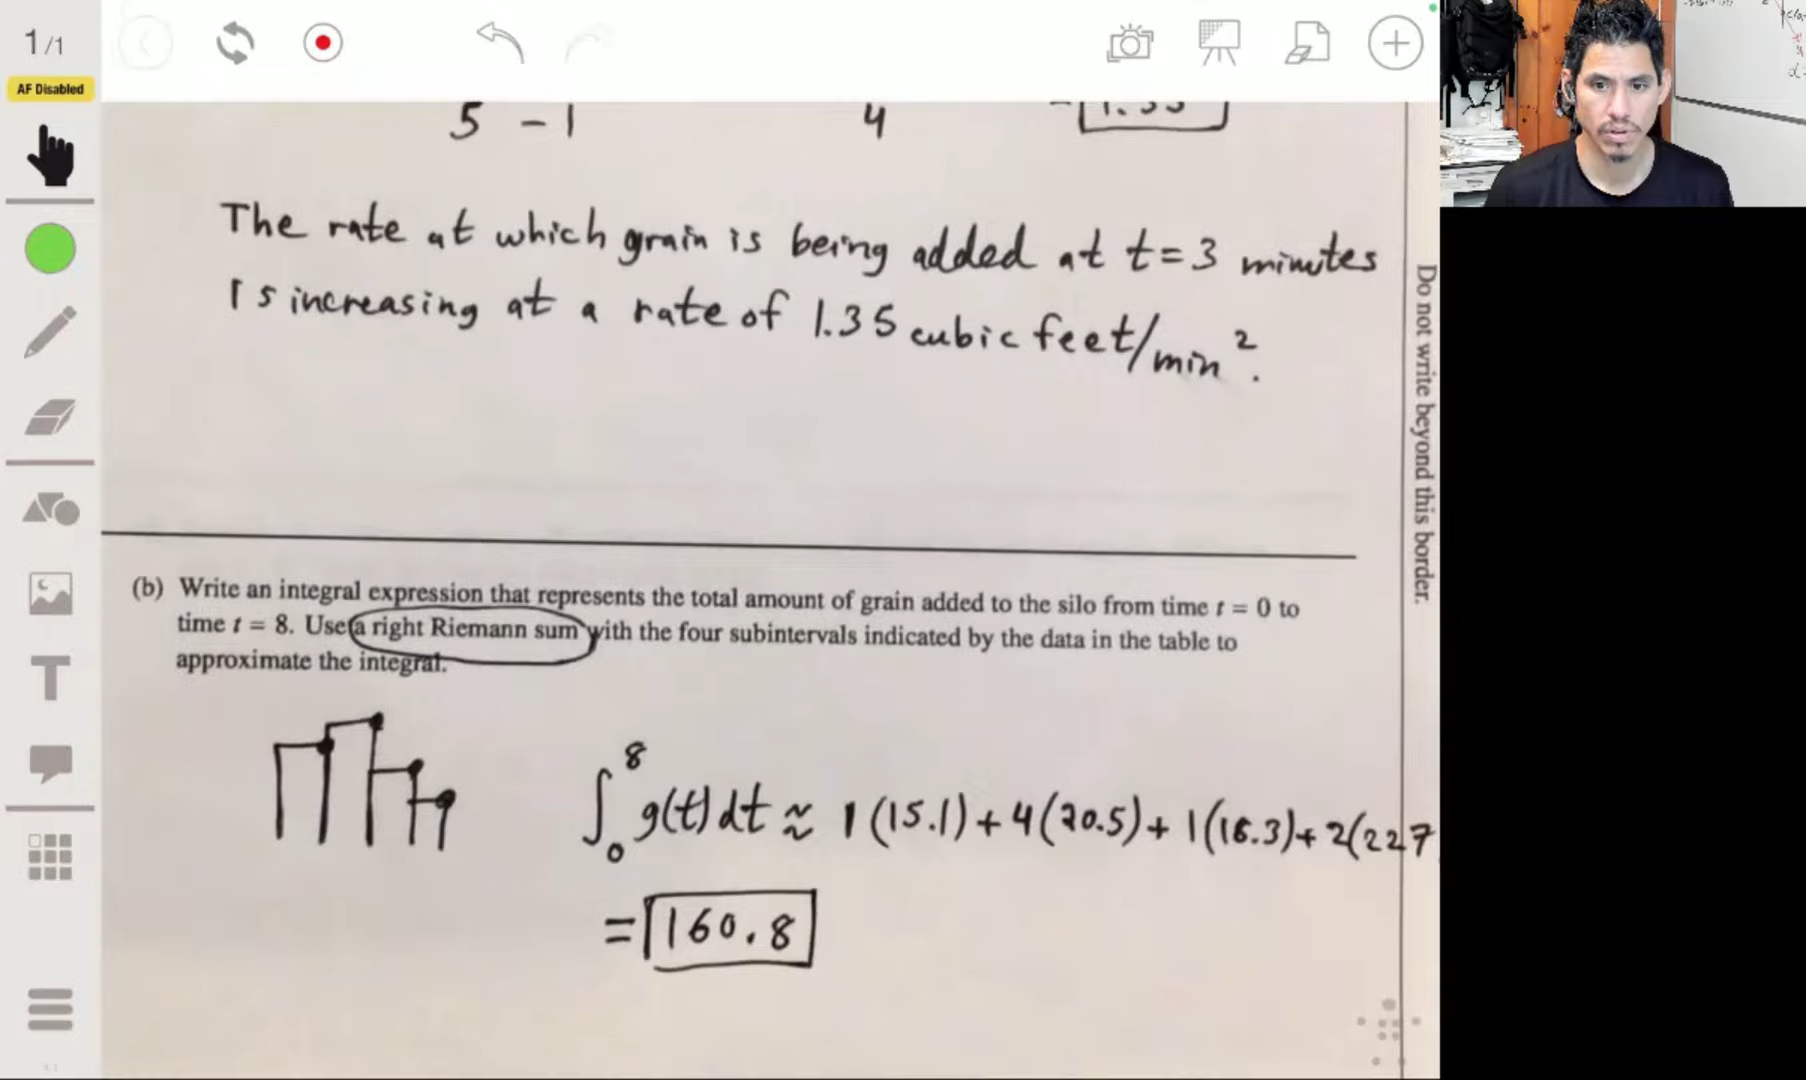 1/1
AF Disabled
5 - 1
4
= 1.35
The rate at which grain is being added at t=3 minutes
Is increasing at a rate of 1.35 cubic feet/min².
(b) Write an integral expression that represents the total amount of grain added to the silo from time t = 0 to
time t = 8. Use a right Riemann sum with the four subintervals indicated by the data in the table to
approximate the integral.
∫₀⁸ g(t)dt ≈ 1(15.1)+4(20.5)+1(18.3)+2(22.7
= 160.8
Do not write beyond this border.
T